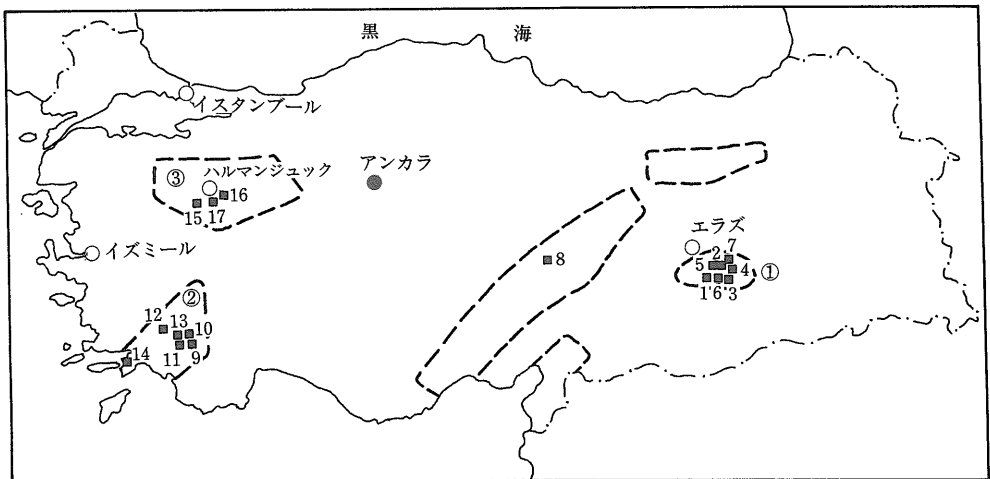 黒 海
イスタンブール
アンカラ
③
ハルマンジュック
16
15 17
エラズ
イズミール
8
2 7
5 4 ①
1 6 3
②
12 13 10
14 11 9